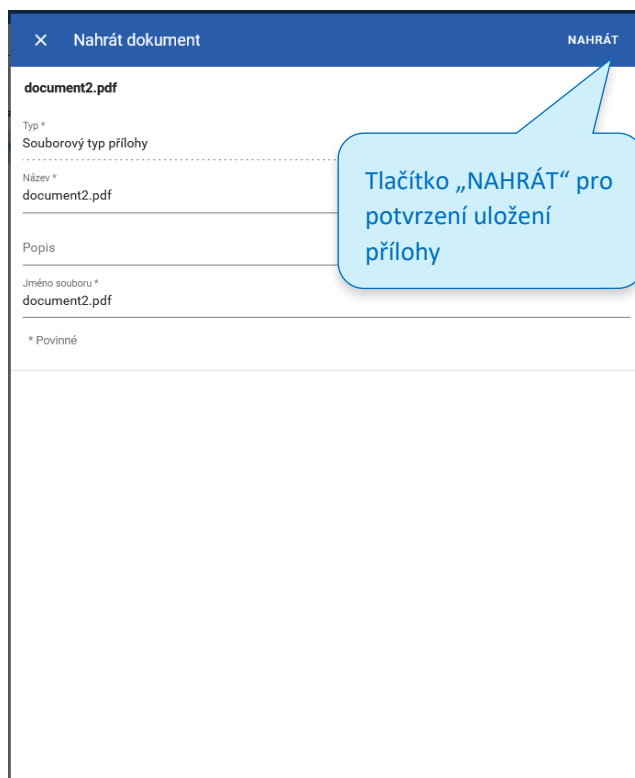 Nahrát dokument
NAHRÁT
document2.pdf
Typ *
Souborový typ přílohy
Název *
document2.pdf
Popis
Jméno souboru *
document2.pdf
* Povinné
Tlačítko „NAHRÁT“ pro
potvrzení uložení
přílohy